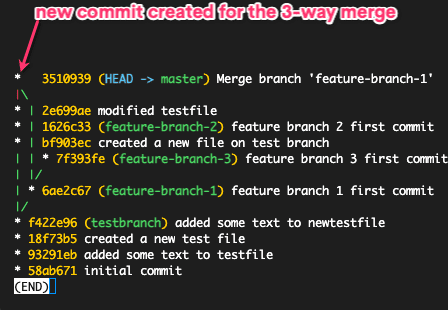 new commit created for the 3-way merge
*   3510939 (HEAD -> master) Merge branch 'feature-branch-1'
|\
* | 2e699ae modified testfile
* | 1626c33 (feature-branch-2) feature branch 2 first commit
* | bf903ec created a new file on test branch
| | * 7f393fe (feature-branch-3) feature branch 3 first commit
| |/
| * 6ae2c67 (feature-branch-1) feature branch 1 first commit
|/
* f422e96 (testbranch) added some text to newtestfile
* 18f73b5 created a new test file
* 93291eb added some text to testfile
* 58ab671 initial commit
(END)